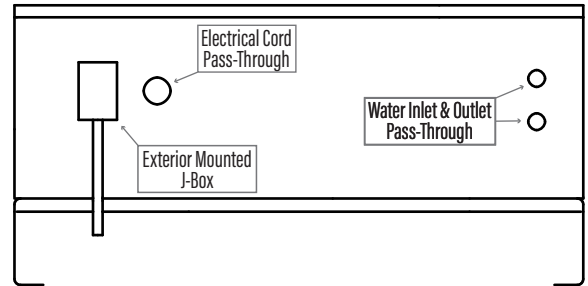 Electrical Cord
Pass-Through
Water Inlet & Outlet
Pass-Through
Exterior Mounted
J-Box